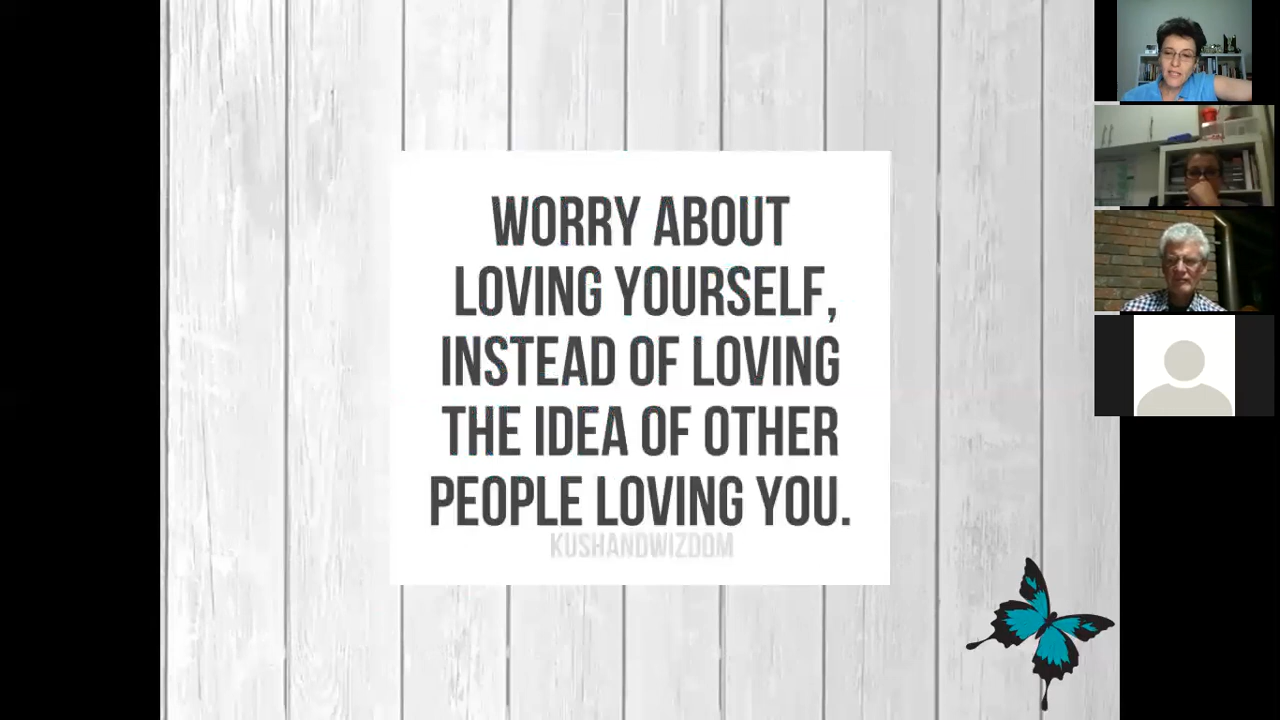 WORRY ABOUT
LOVING YOURSELF,
INSTEAD OF LOVING
THE IDEA OF OTHER
PEOPLE LOVING YOU.
KUSHANDWIZDOM